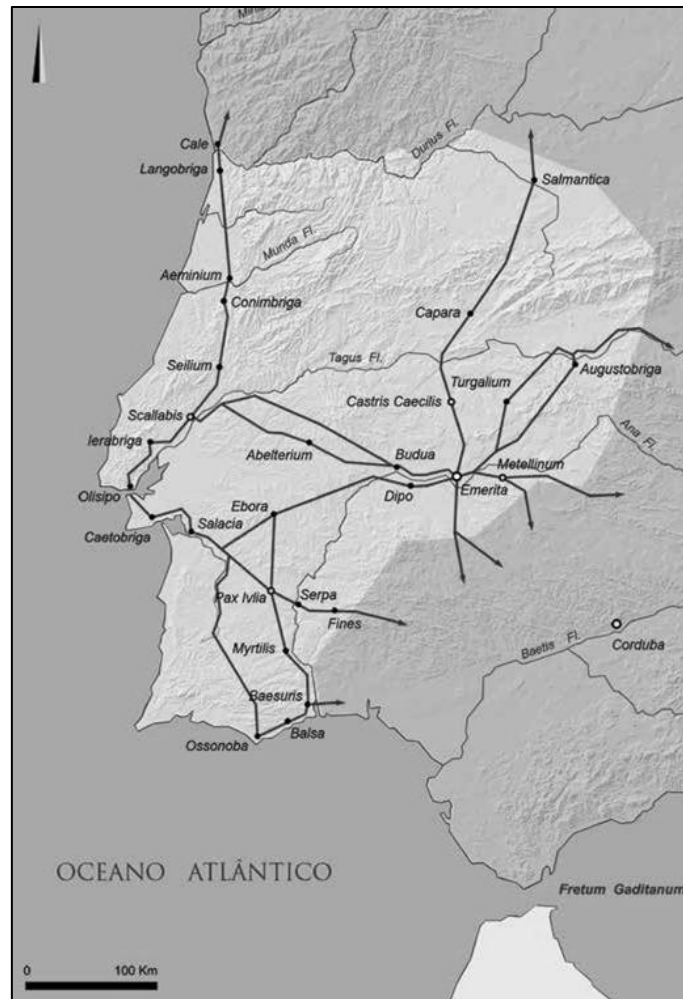 Cale
Langobriga
Durius Fl.
Salmantica
Munda Fl.
Aeminium
Conimbriga
Capara
Seilium
Tagus Fl.
Turgalium
Augustobriga
Castris Caecilis
Scallabis
Ana Fl.
Ierabriga
Abelterium
Budua
Metellinum
Olisipo
Ebora
Dipo
Emerita
Caetobriga
Salacia
Pax Ivlia
Serpa
Fines
Corduba
Baetis Fl.
Myrtilis
Baesuris
Balsa
Ossonoba
OCEANO ATLÂNTICO
Fretum Gaditanum
0 100 Km